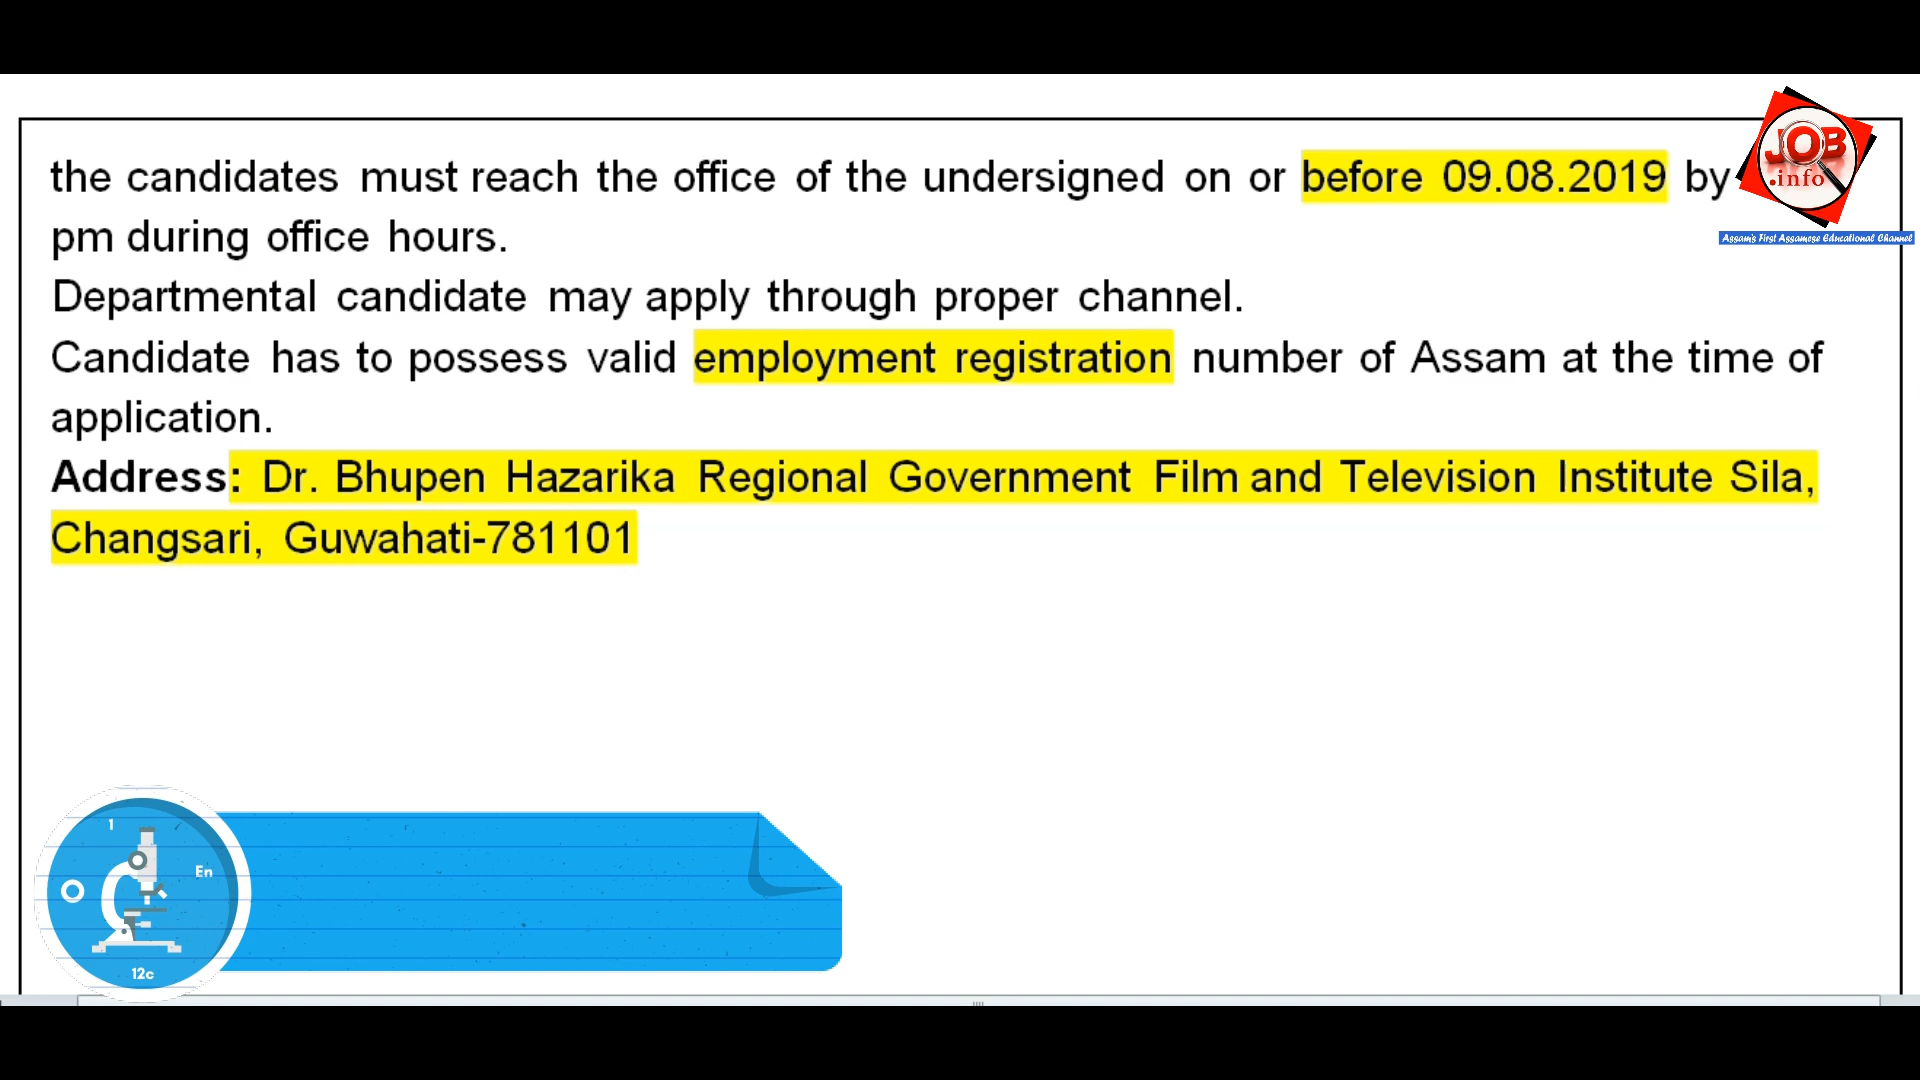 the candidates must reach the office of the undersigned on or before 09.08.2019 by
pm during office hours.
Departmental candidate may apply through proper channel.
Candidate has to possess valid employment registration number of Assam at the time of
application.
Address: Dr. Bhupen Hazarika Regional Government Film and Television Institute Sila,
Changsari, Guwahati-781101
JOB
.info
Assam's First Assamese Educational Channel
1
En
12c